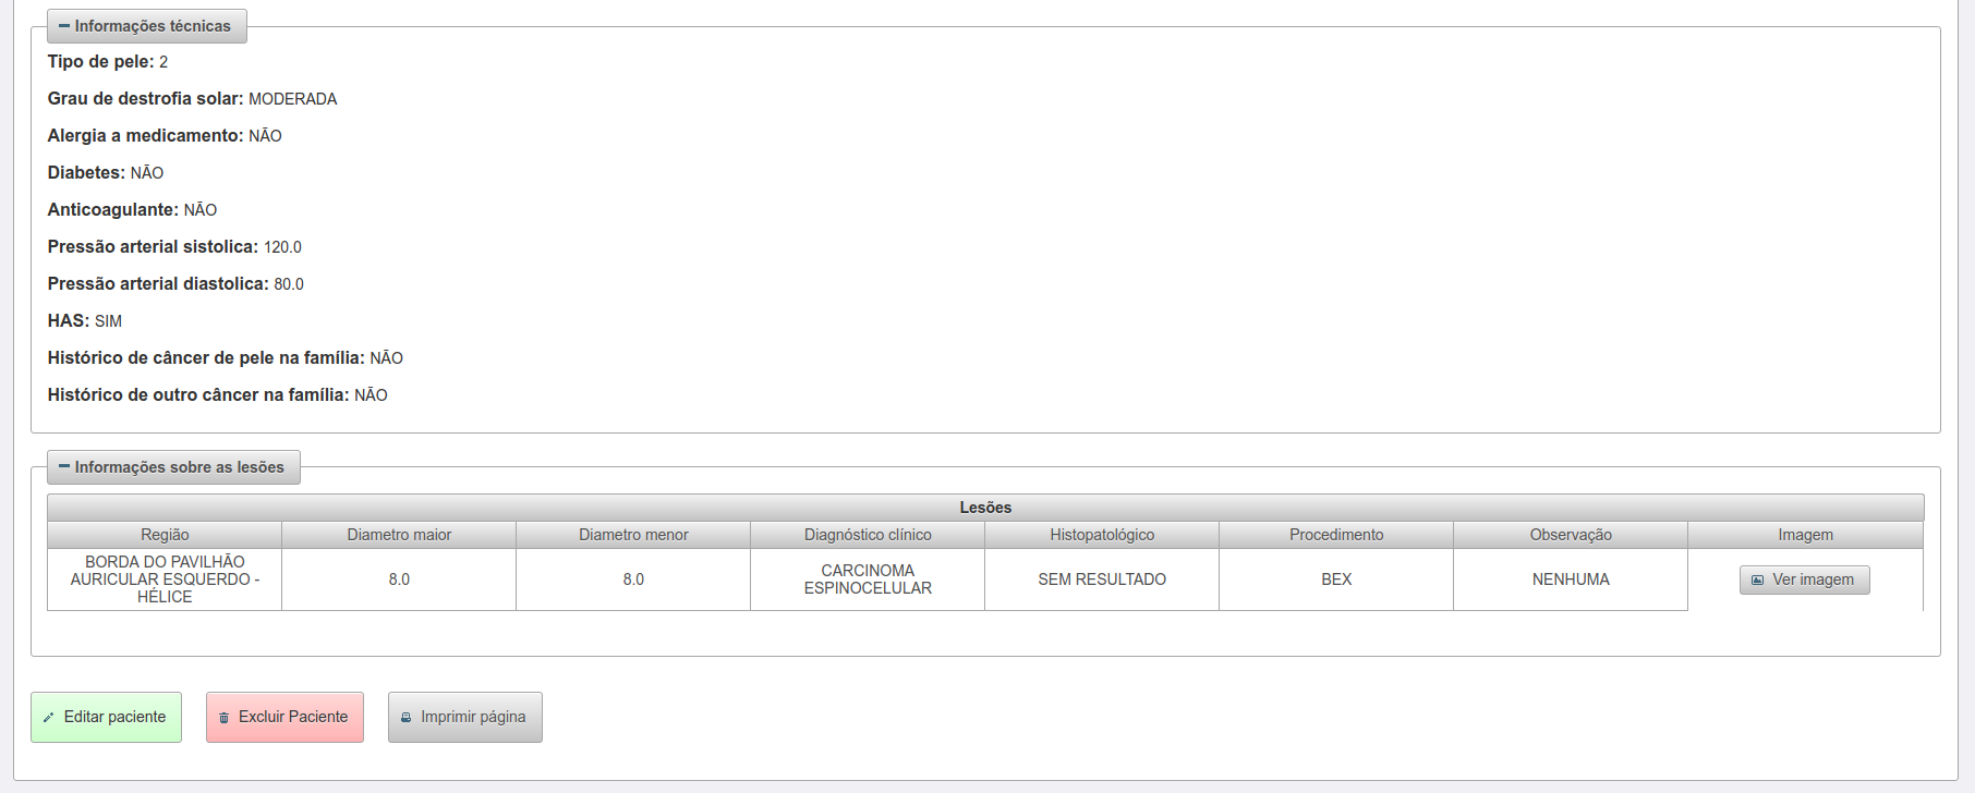 Informações técnicas
Tipo de pele: 2
Grau de destrofia solar: MODERADA
Alergia a medicamento: NÃO
Diabetes: NÃO
Anticoagulante: NÃO
Pressão arterial sistolica: 120.0
Pressão arterial diastolica: 80.0
HAS: SIM
Histórico de câncer de pele na família: NÃO
Histórico de outro câncer na família: NÃO
Informações sobre as lesões
Lesões
Região Diametro maior Diametro menor Diagnóstico clínico Histopatológico Procedimento Observação Imagem
BORDA DO PAVILHÃO
AURICULAR ESQUERDO -
HÉLICE
8.0
8.0
CARCINOMA
ESPINOCELULAR
SEM RESULTADO
BEX
NENHUMA
Ver imagem
Editar paciente
Excluir Paciente
Imprimir página